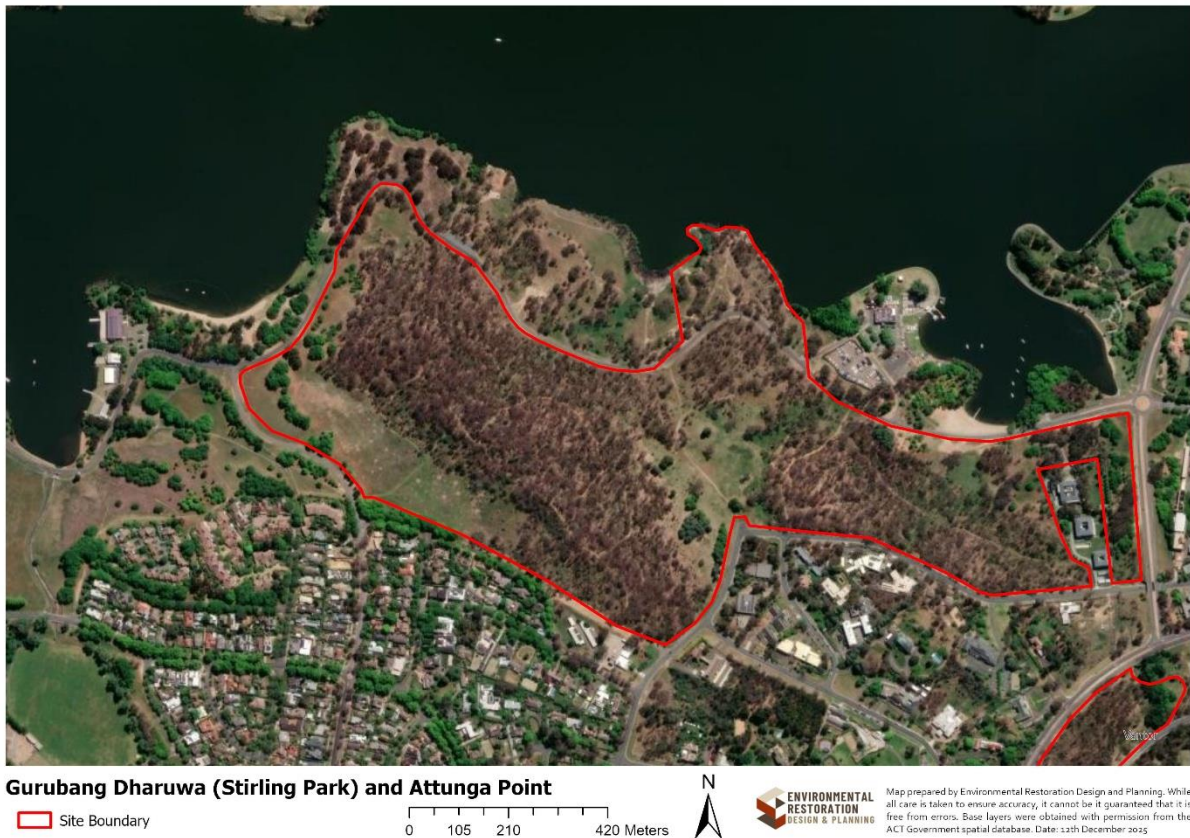 Vantor
Gurubang Dharuwa (Stirling Park) and Attunga Point
Site Boundary
0 105 210 420 Meters
N
ENVIRONMENTAL
RESTORATION
DESIGN & PLANNING
Map prepared by Environmental Restoration Design and Planning. While
all care is taken to ensure accuracy, it cannot be it guaranteed that it is
free from errors. Base layers were obtained with permission from the
ACT Government spatial database. Date: 12th December 2025